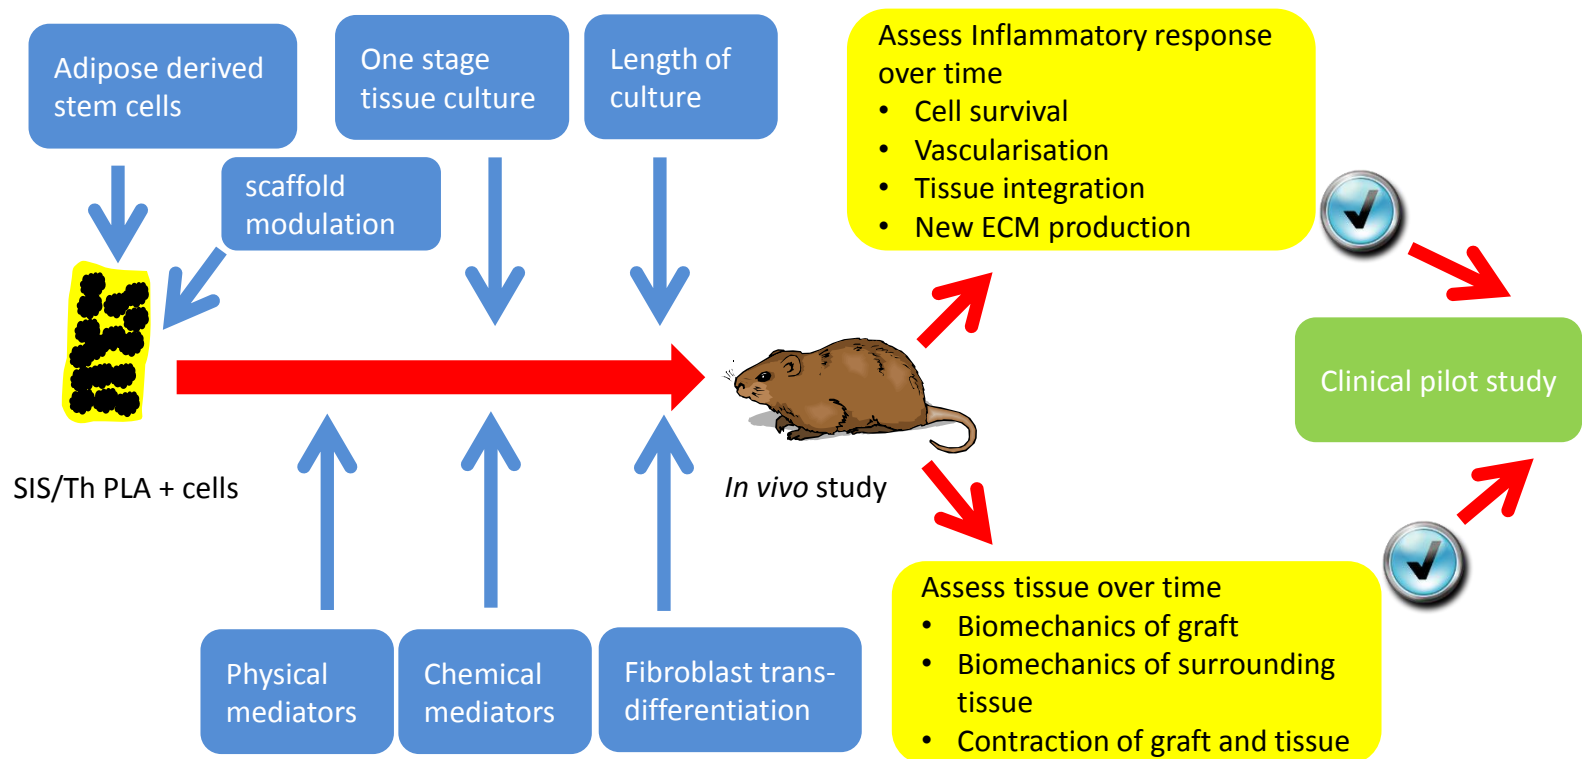 Adipose derived
stem cells
One stage
tissue culture
Length of
culture
scaffold
modulation
Assess Inflammatory response
over time
• Cell survival
• Vascularisation
• Tissue integration
• New ECM production
Clinical pilot study
SIS/Th PLA + cells
In vivo study
Physical
mediators
Chemical
mediators
Fibroblast trans-
differentiation
Assess tissue over time
• Biomechanics of graft
• Biomechanics of surrounding
tissue
• Contraction of graft and tissue